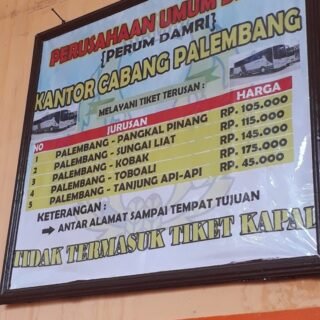 PERUSAHAAN UMUM
{PERUM DAMRI}
KANTOR CABANG PALEMBANG
MELAYANI TIKET TERUSAN :
NO JURUSAN HARGA
1 PALEMBANG - PANGKAL PINANG RP. 105.000
2 PALEMBANG - SUNGAI LIAT RP. 115.000
3 PALEMBANG - KOBAK RP. 145.000
4 PALEMBANG - TOBOALI RP. 175.000
5 PALEMBANG - TANJUNG API-API RP. 45.000
KETERANGAN :
➔ ANTAR ALAMAT SAMPAI TEMPAT TUJUAN
TIDAK TERMASUK TIKET KAPAL